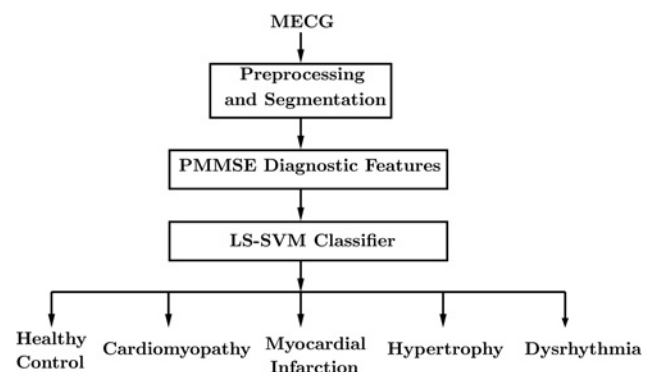 MECG
Preprocessing
and Segmentation
PMMSE Diagnostic Features
LS-SVM Classifier
Healthy
Control
Cardiomyopathy
Myocardial
Infarction
Hypertrophy
Dysrhythmia